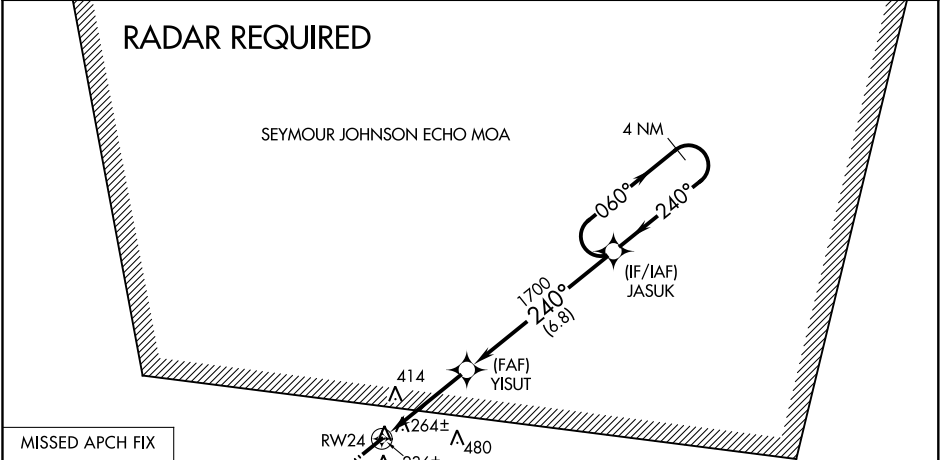 RADAR REQUIRED
SEYMOUR JOHNSON ECHO MOA
4 NM
060°
240°
(IF/IAF)
JASUK
1700
240°
(6.8)
(FAF)
YISUT
414
264±
480
RW24
MISSED APCH FIX